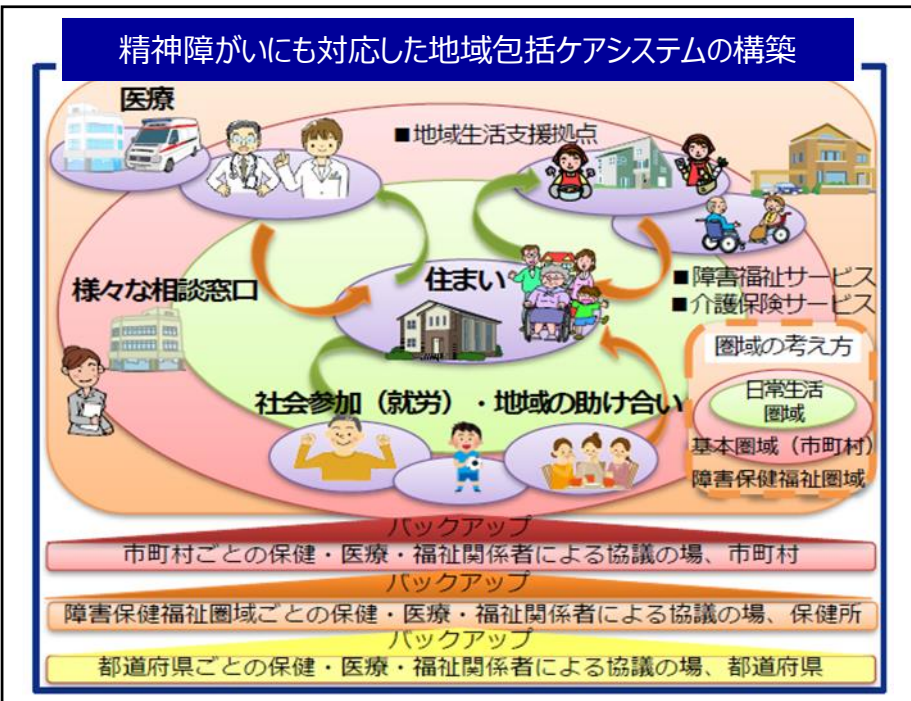 精神障がいにも対応した地域包括ケアシステムの構築
医療
■地域生活支援拠点
様々な相談窓口
住まい
■障害福祉サービス
■介護保険サービス
社会参加（就労）・地域の助け合い
圏域の考え方
日常生活
圏域
基本圏域（市町村）
障害保健福祉圏域
バックアップ
市町村ごとの保健・医療・福祉関係者による協議の場、市町村
バックアップ
障害保健福祉圏域ごとの保健・医療・福祉関係者による協議の場、保健所
バックアップ
都道府県ごとの保健・医療・福祉関係者による協議の場、都道府県